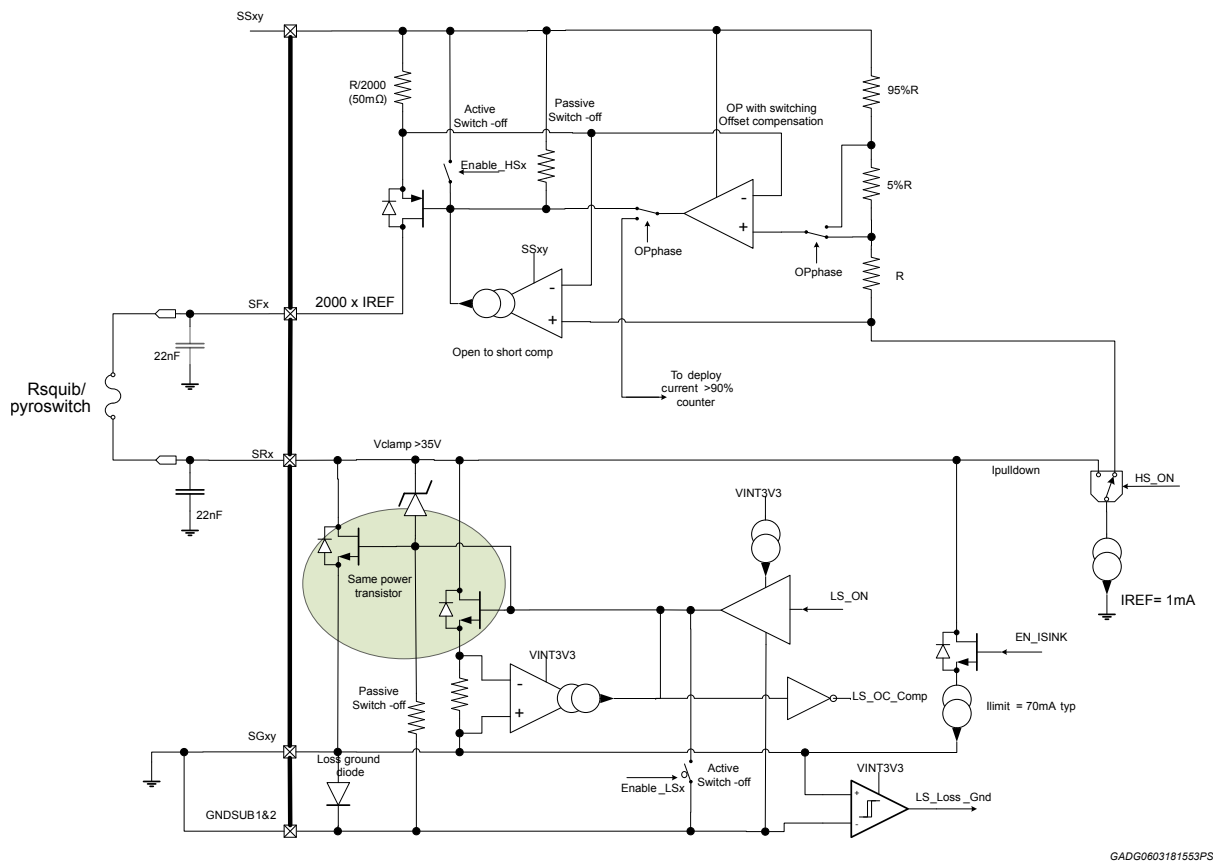 SSxy
R/2000
(50mΩ)
Active
Switch -off
Passive
Switch -off
OP with switching
Offset compensation
95%R
Enable_HSx
5%R
-
+
OPphase
OPphase
R
SSxy
SFx
2000 x IREF
-
+
22nF
Open to short comp
To deploy
current >90%
counter
Rsquib/
pyroswitch
Vclamp >35V
SRx
Ipulldown
HS_ON
22nF
VINT3V3
Same power
transistor
LS_ON
IREF= 1mA
EN_ISINK
VINT3V3
-
+
Passive
Switch -off
LS_OC_Comp
Ilimit = 70mA typ
SGxy
Loss ground
diode
Active
Switch -off
Enable_LSx
VINT3V3
+
-
LS_Loss_Gnd
GNDSUB1&2
GADG0603181553PS